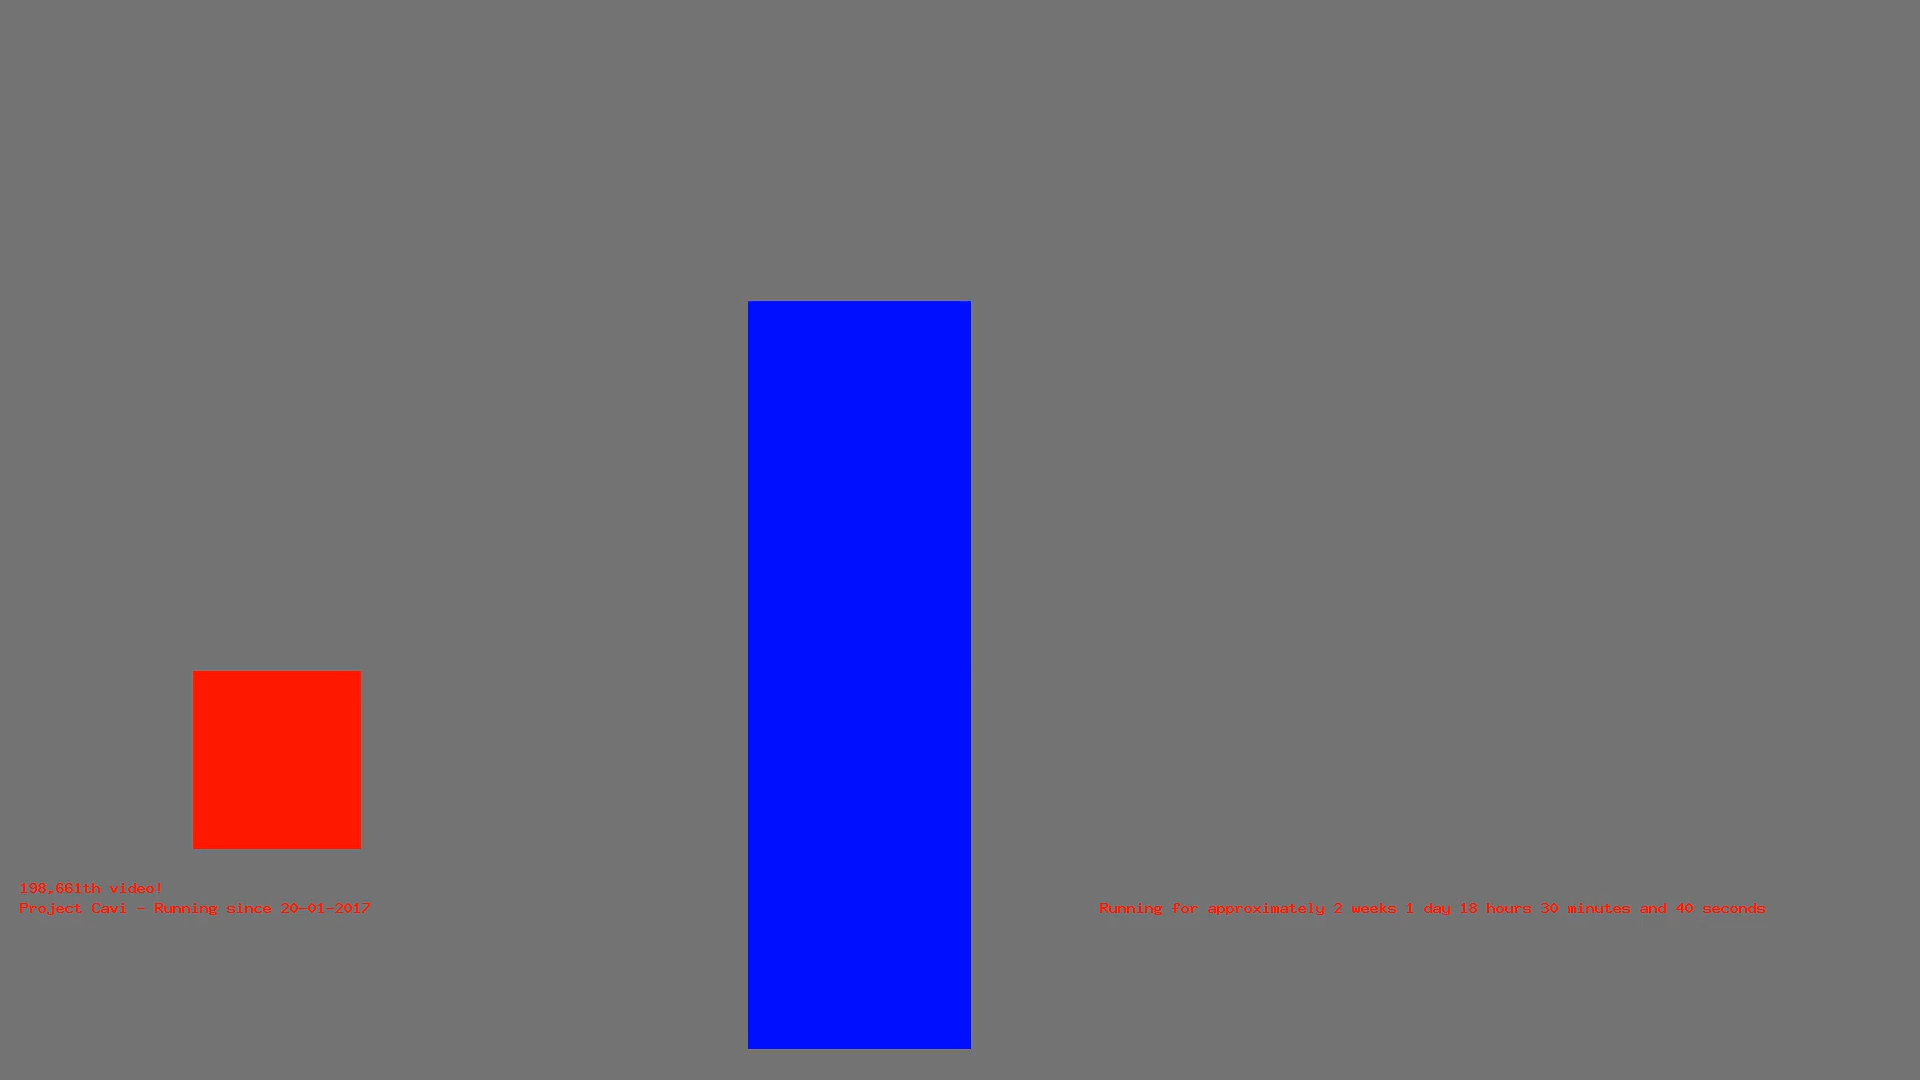 198.661th video!
Project Cavi - Running since 20-01-2017
Running for approximately 2 weeks 1 day 18 hours 30 minutes and 40 seconds